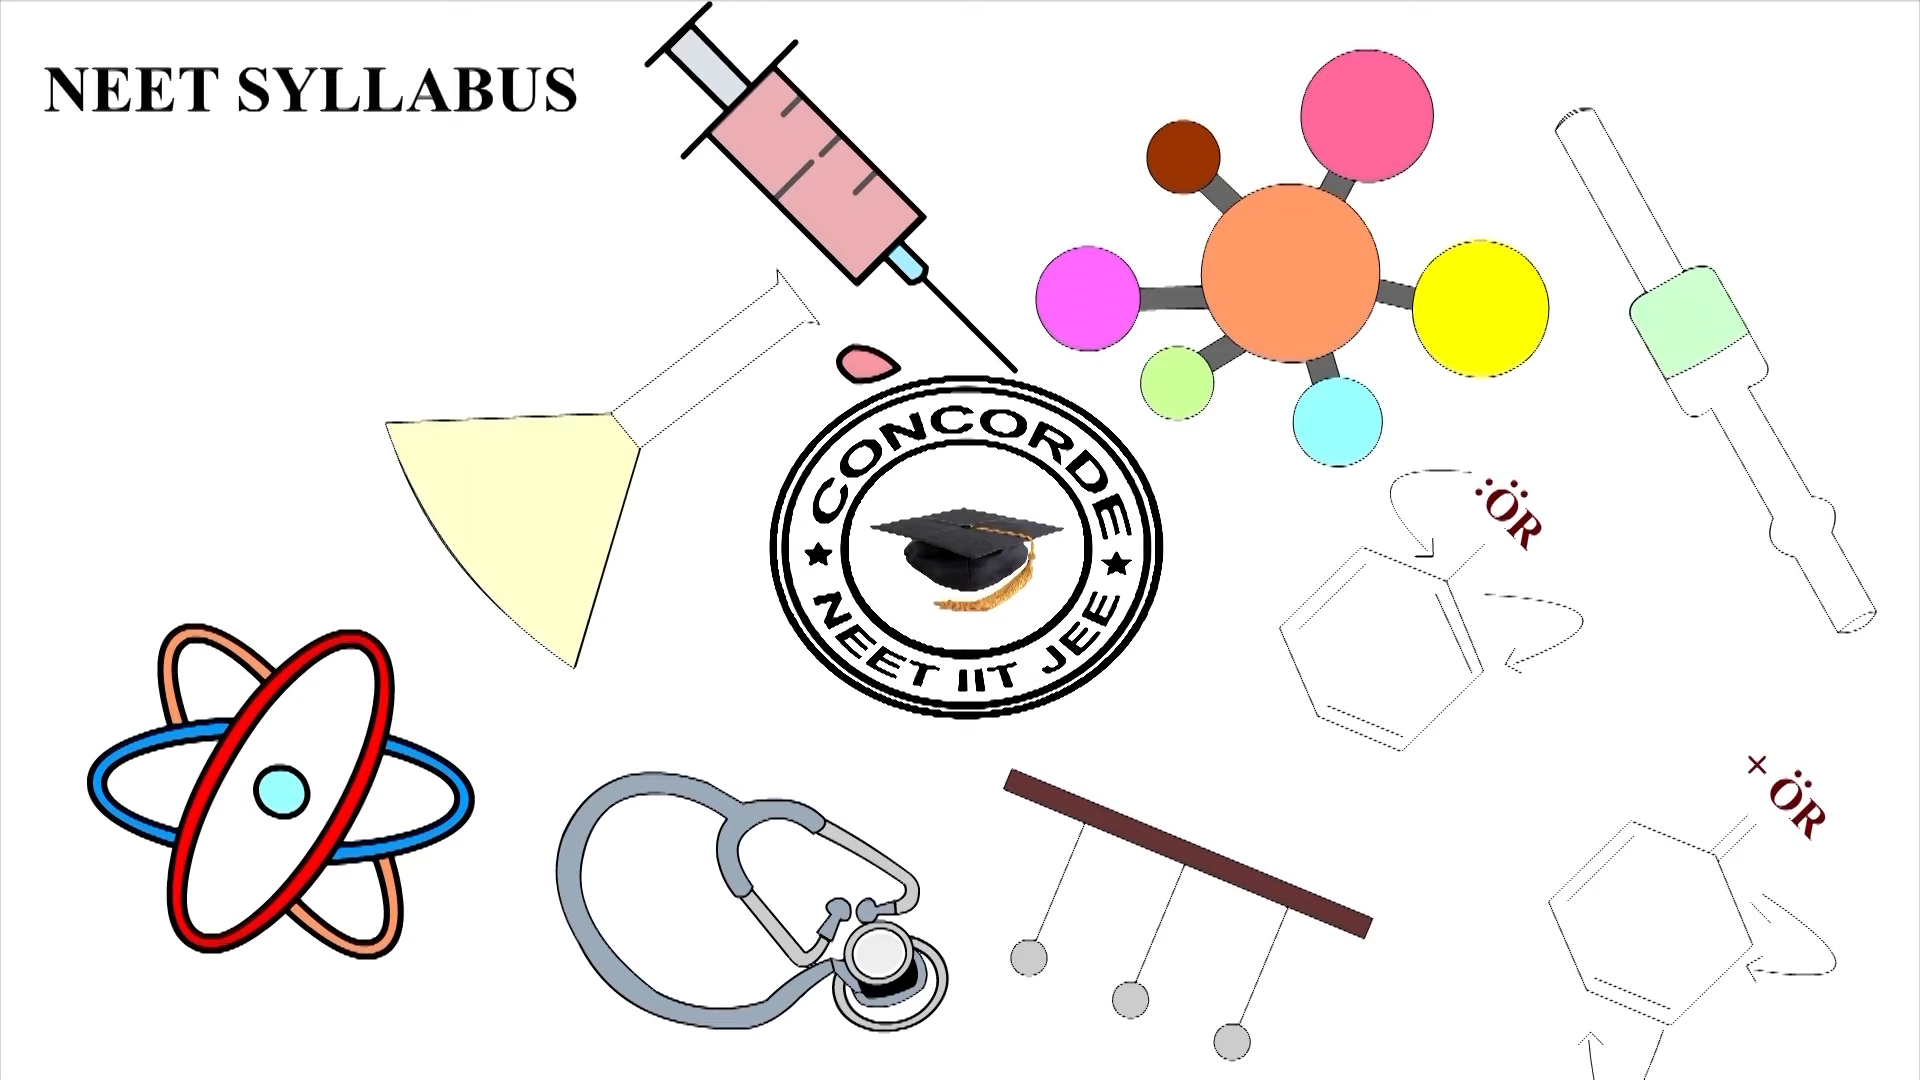 NEET SYLLABUS
CONCORDE
★ NEET IIT JEE ★
:ÖR
+ ÖR